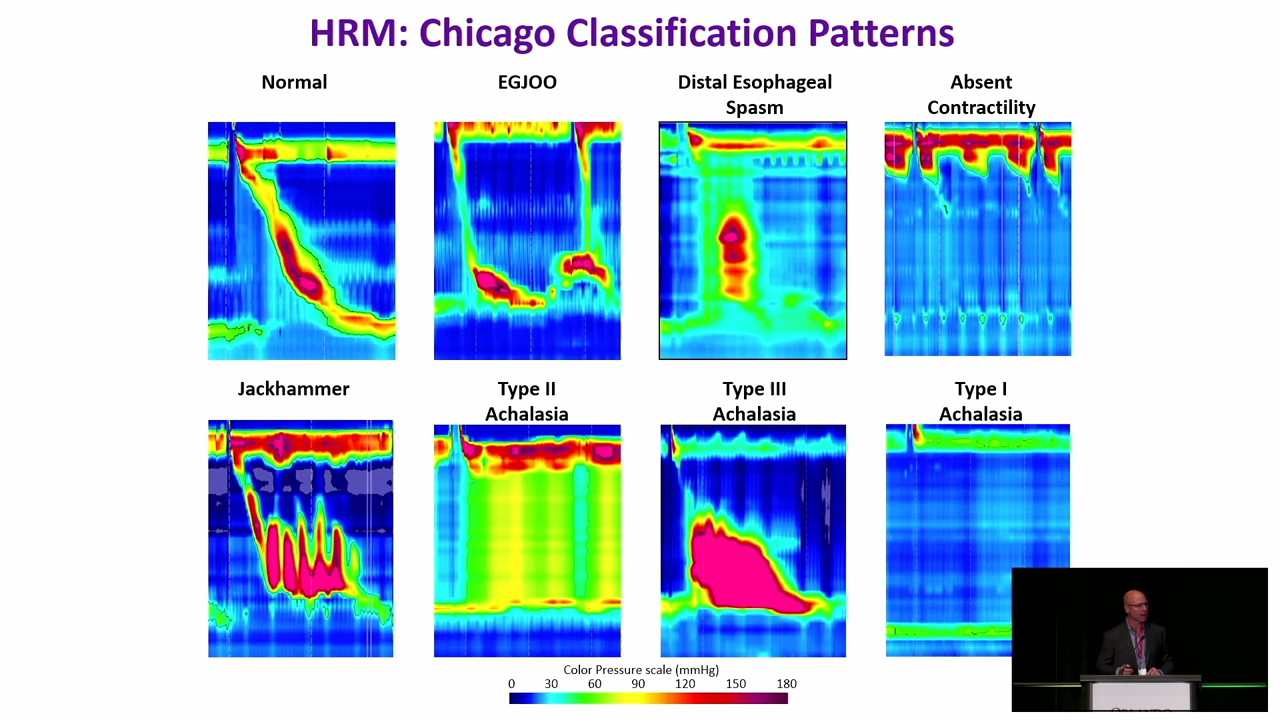 HRM: Chicago Classification Patterns
Normal
EGJOO
Distal Esophageal
Spasm
Absent
Contractility
Jackhammer
Type II
Achalasia
Type III
Achalasia
Type I
Achalasia
Color Pressure scale (mmHg)
0 30 60 90 120 150 180